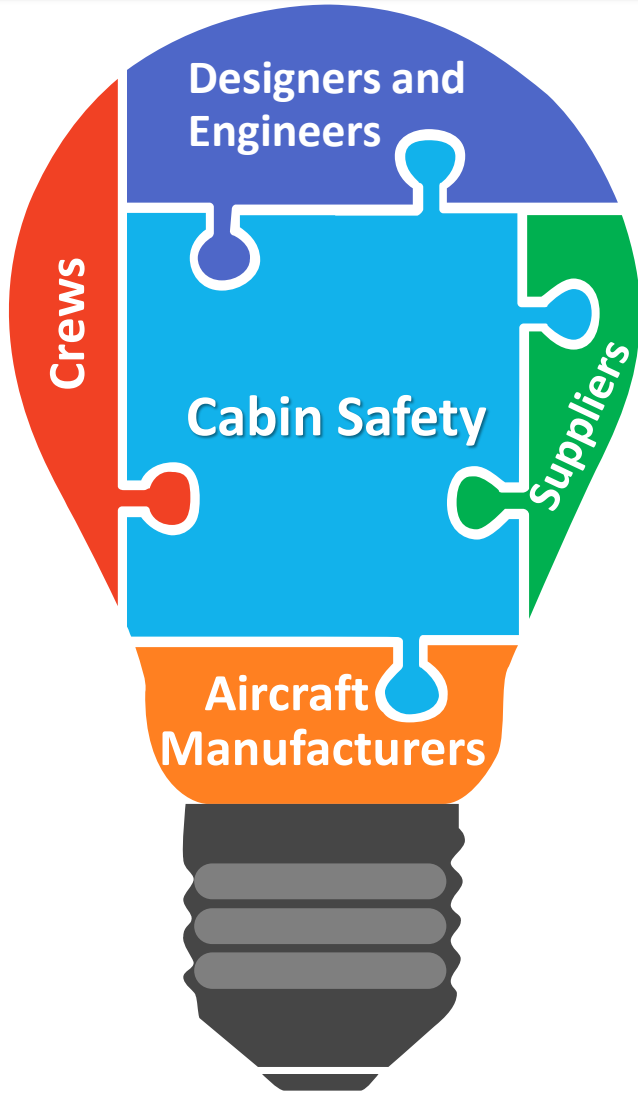 Designers and
Engineers
Crews
Cabin Safety
Suppliers
Aircraft
Manufacturers